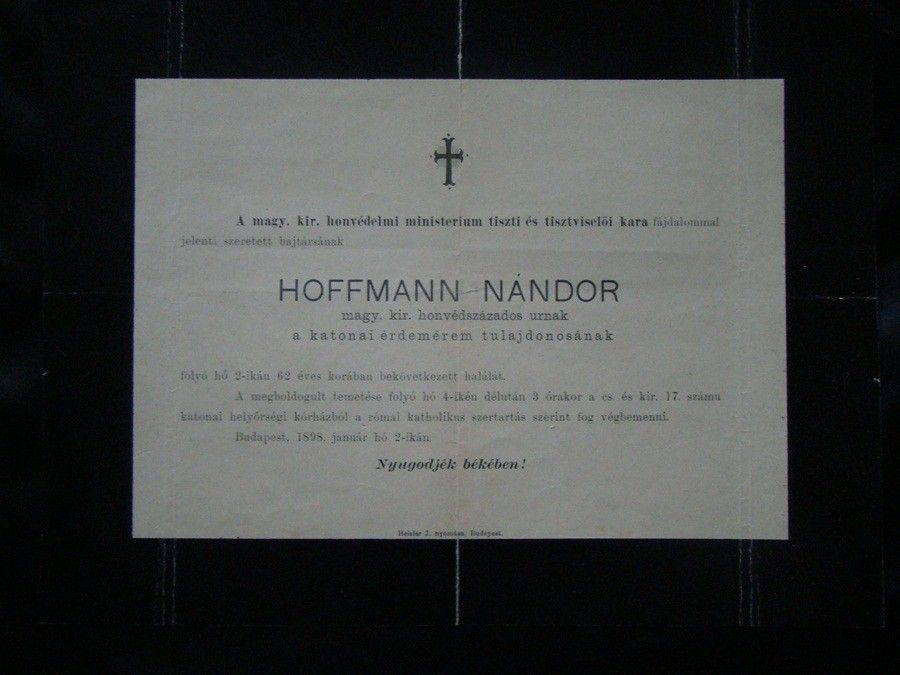 A magy. kir. honvédelmi ministerium tiszti és tisztviselői kara fájdalommal
jelenti szeretett bajtársának
HOFFMANN NÁNDOR
magy. kir. honvédszázados urnak
a katonai érdemérem tulajdonosának
folyó hó 2-ikán 62 éves korában bekövetkezett halálát.
A megboldogult temetése folyó hó 4-ikén délután 3 órakor a cs. és kir. 17. számu
katonai helyőrségi kórházból a római katholikus szertartás szerint fog végbemenni.
Budapest, 1898. január hó 2-ikán.
Nyugodjék békében!
Heisler J. nyomása. Budapest.